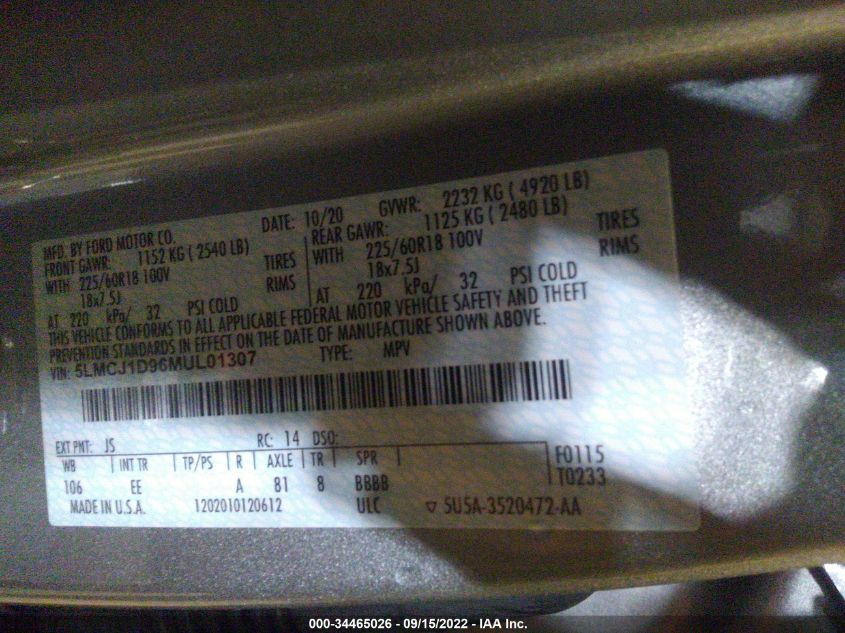 MFD. BY FORD MOTOR CO. DATE: 10/20 GVWR: 2232 KG ( 4920 LB)
FRONT GAWR: 1152 KG ( 2540 LB) REAR GAWR: 1125 KG ( 2480 LB)
WITH 225/60R18 100V TIRES WITH 225/60R18 100V TIRES
18x7.5J RIMS 18x7.5J RIMS
AT 220 kPa/ 32 PSI COLD AT 220 kPa/ 32 PSI COLD
THIS VEHICLE CONFORMS TO ALL APPLICABLE FEDERAL MOTOR VEHICLE SAFETY AND THEFT
PREVENTION STANDARDS IN EFFECT ON THE DATE OF MANUFACTURE SHOWN ABOVE.
VIN: 5LMCJ1D96MUL01307 TYPE: MPV
EXT PNT: JS RC: 14 DSO:
WB INT TR TP/PS R AXLE TR SPR F0115
106 EE A 81 8 BBBB T0233
MADE IN U.S.A. 1202010120612 ULC ▽ 5U5A-3520472-AA
000-34465026 - 09/15/2022 - IAA Inc.